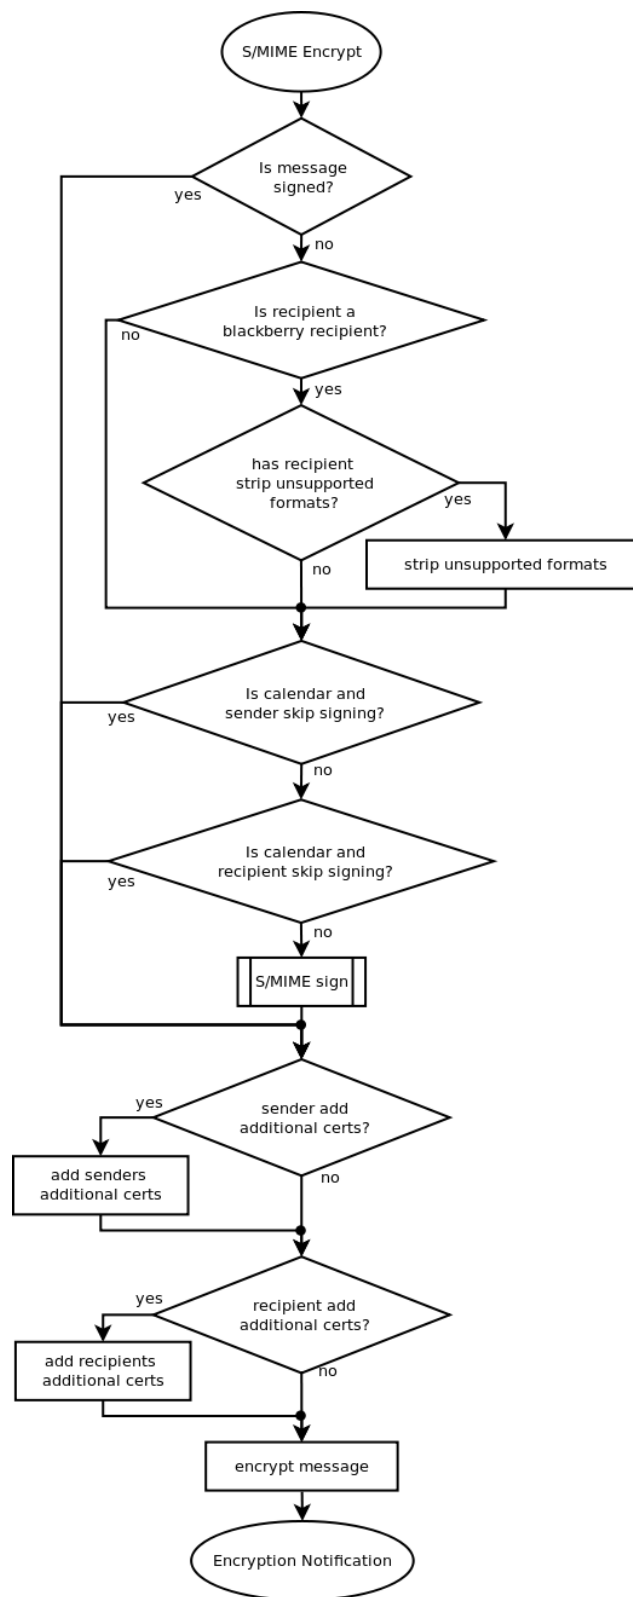 S/MIME Encrypt
Is message
signed?
yes
no
Is recipient a
blackberry recipient?
no
yes
has recipient
strip unsupported
formats?
yes
strip unsupported formats
no
Is calendar and
sender skip signing?
yes
no
Is calendar and
recipient skip signing?
yes
no
S/MIME sign
yes
sender add
additional certs?
add senders
additional certs
no
yes
recipient add
additional certs?
add recipients
additional certs
no
encrypt message
Encryption Notification